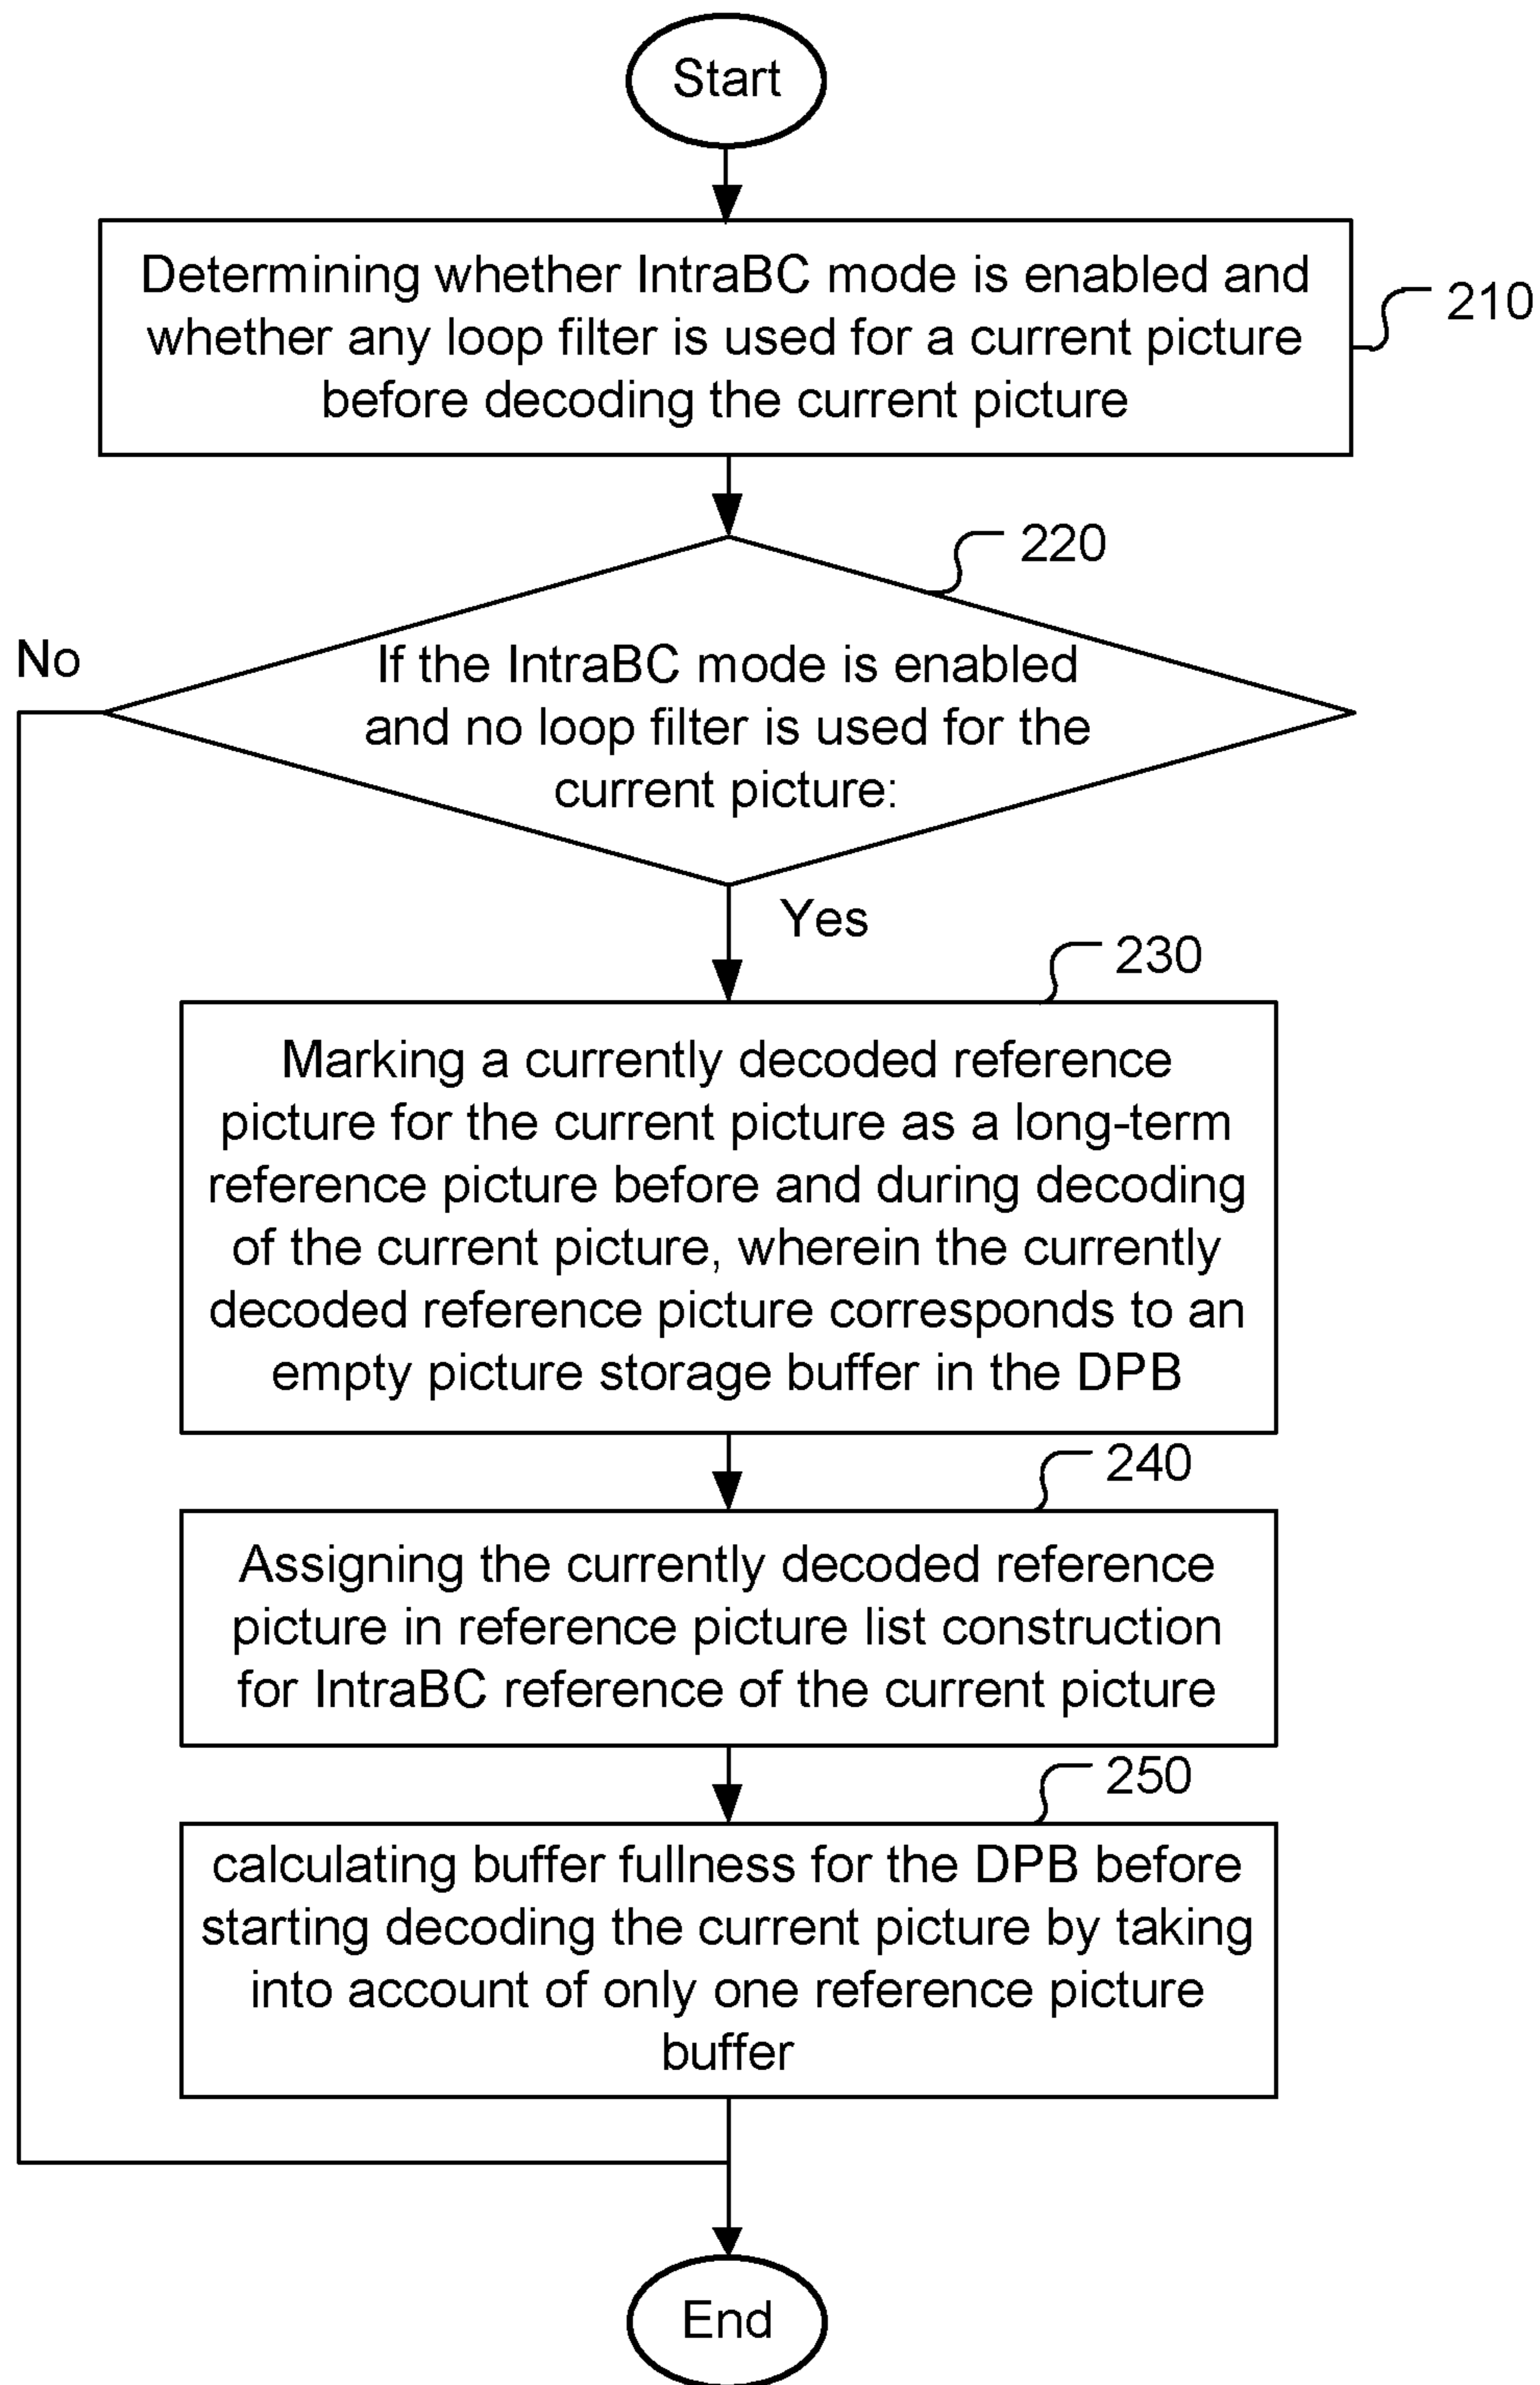 Start
Determining whether IntraBC mode is enabled and
whether any loop filter is used for a current picture
before decoding the current picture
210
220
No
If the IntraBC mode is enabled
and no loop filter is used for the
current picture:
Yes
230
Marking a currently decoded reference
picture for the current picture as a long-term
reference picture before and during decoding
of the current picture, wherein the currently
decoded reference picture corresponds to an
empty picture storage buffer in the DPB
240
Assigning the currently decoded reference
picture in reference picture list construction
for IntraBC reference of the current picture
250
calculating buffer fullness for the DPB before
starting decoding the current picture by taking
into account of only one reference picture
buffer
End